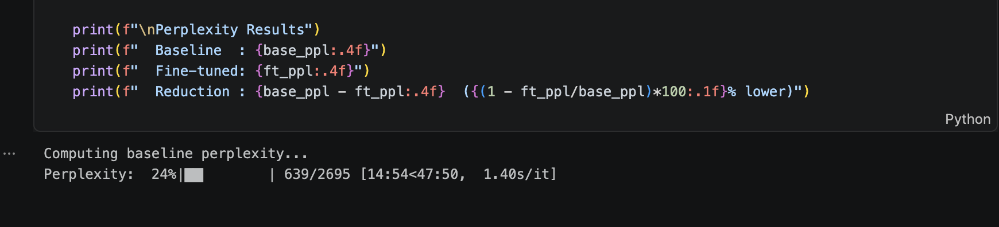 print(f"\nPerplexity Results")
print(f"  Baseline  : {base_ppl:.4f}")
print(f"  Fine-tuned: {ft_ppl:.4f}")
print(f"  Reduction : {base_ppl - ft_ppl:.4f}  ({(1 - ft_ppl/base_ppl)*100:.1f}% lower)")
Python
Computing baseline perplexity...
Perplexity:  24%|██        | 639/2695 [14:54<47:50,  1.40s/it]